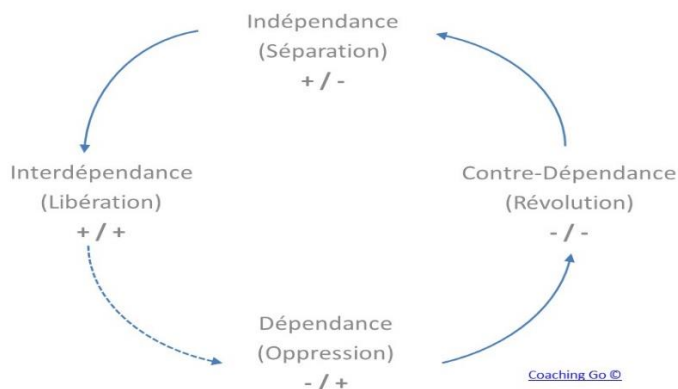 Indépendance
(Séparation)
+ / -
Interdépendance
(Libération)
+ / +
Contre-Dépendance
(Révolution)
- / -
Dépendance
(Oppression)
- / +
Coaching Go ©